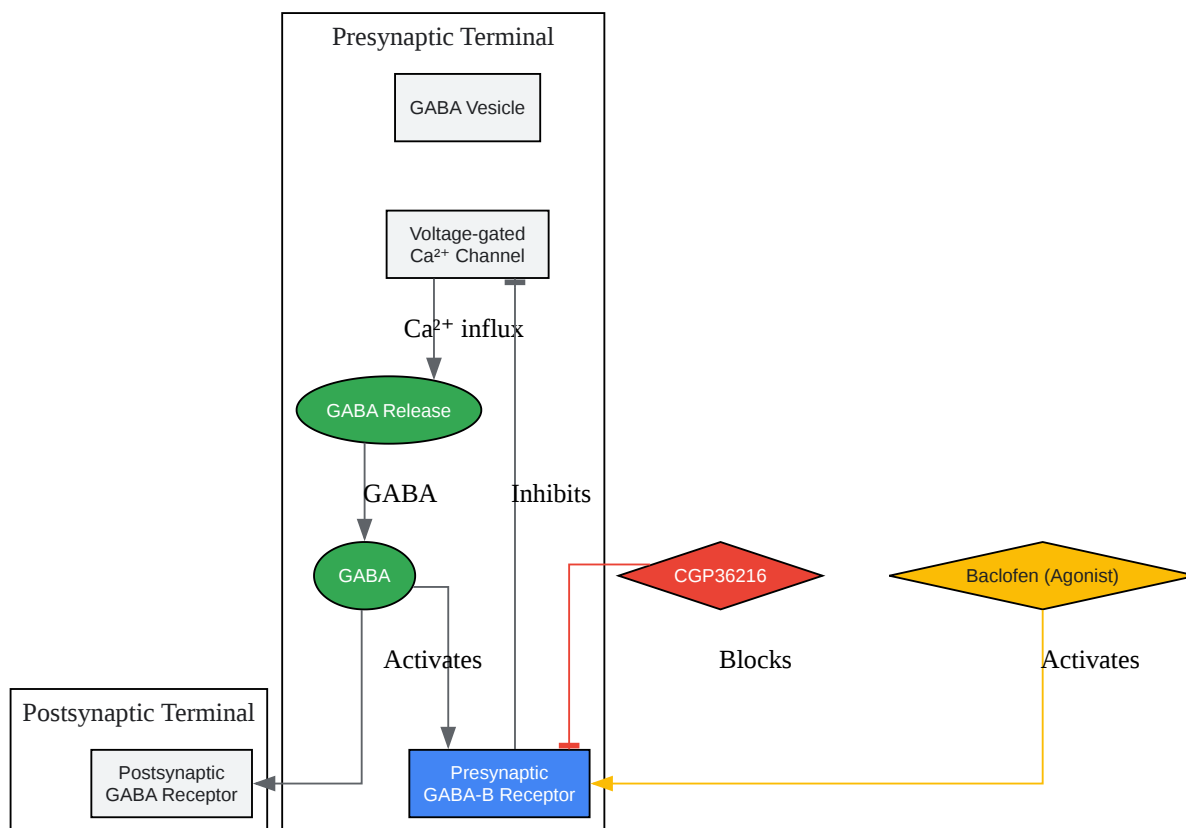 Presynaptic Terminal
GABA Vesicle
Voltage-gated
Ca²⁺ Channel
Ca²⁺ influx
GABA Release
GABA
Inhibits
GABA
CGP36216
Baclofen (Agonist)
Activates
Blocks
Activates
Postsynaptic Terminal
Postsynaptic
GABA Receptor
Presynaptic
GABA-B Receptor